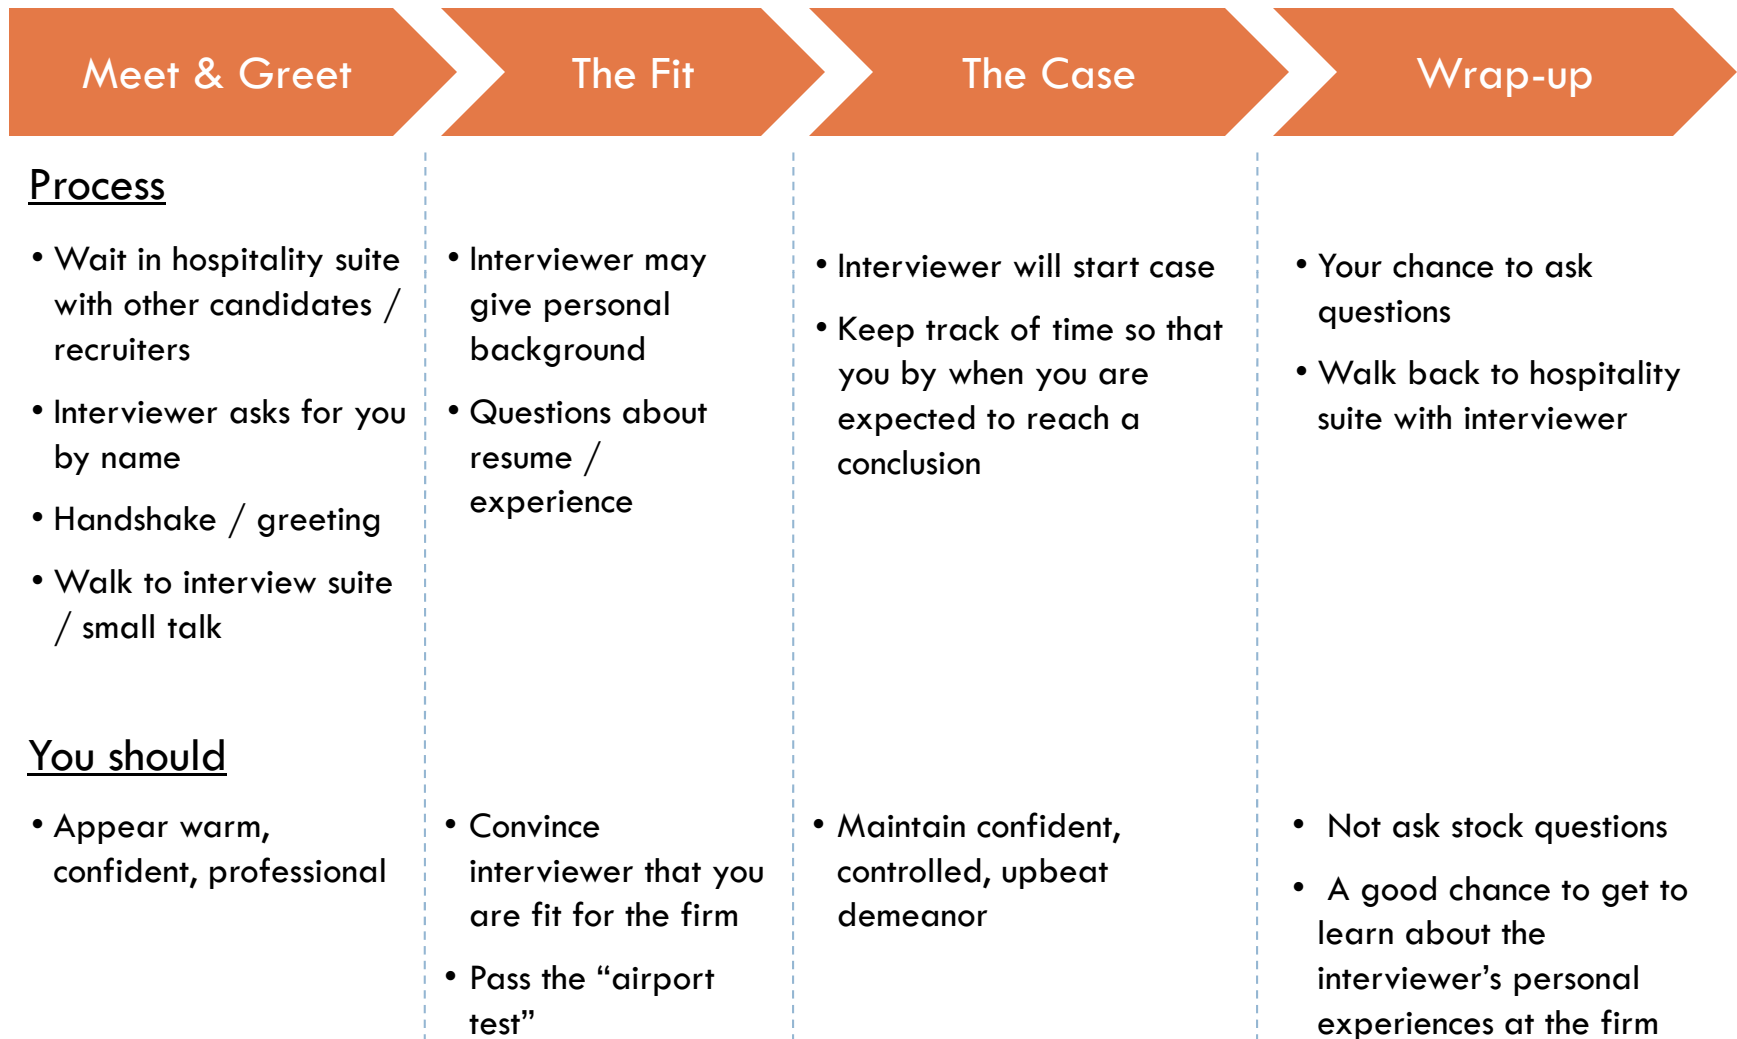 Meet & Greet
The Fit
The Case
Wrap-up
Process
• Wait in hospitality suite
with other candidates /
recruiters
• Interviewer asks for you
by name
• Handshake / greeting
• Walk to interview suite
/ small talk
• Interviewer may
give personal
background
• Questions about
resume /
experience
• Interviewer will start case
• Keep track of time so that
you by when you are
expected to reach a
conclusion
• Your chance to ask
questions
• Walk back to hospitality
suite with interviewer
You should
• Appear warm,
confident, professional
• Convince
interviewer that you
are fit for the firm
• Pass the “airport
test”
• Maintain confident,
controlled, upbeat
demeanor
• Not ask stock questions
• A good chance to get to
learn about the
interviewer’s personal
experiences at the firm